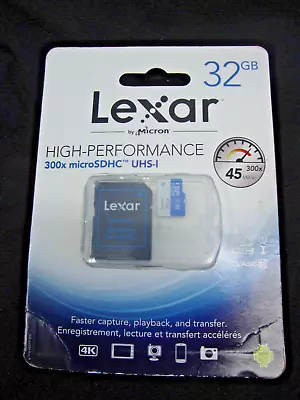 32GB
Lexar
by Micron
HIGH-PERFORMANCE
300x microSDHC™ UHS-I
300x
45
Lexar
Faster capture, playback, and transfer.
Enregistrement, lecture et transfert accélérés
4K